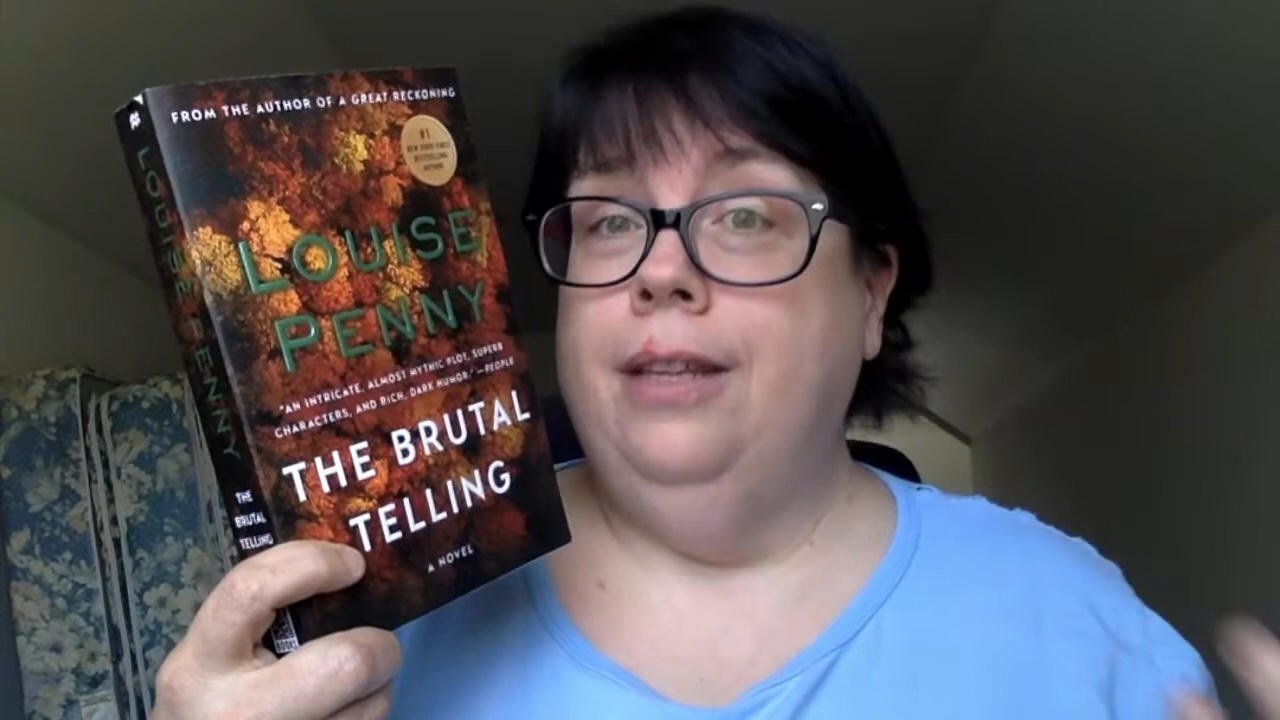 FROM THE AUTHOR OF A GREAT RECKONING
#1
NEW YORK TIMES
BESTSELLING
AUTHOR
LOUISE
PENNY
"AN INTRICATE, ALMOST MYTHIC PLOT, SUPERB
CHARACTERS, AND RICH, DARK HUMOR." —PEOPLE
THE BRUTAL
TELLING
A NOVEL
LOUISE PENNY
THE
BRUTAL
TELLING
BOOKS